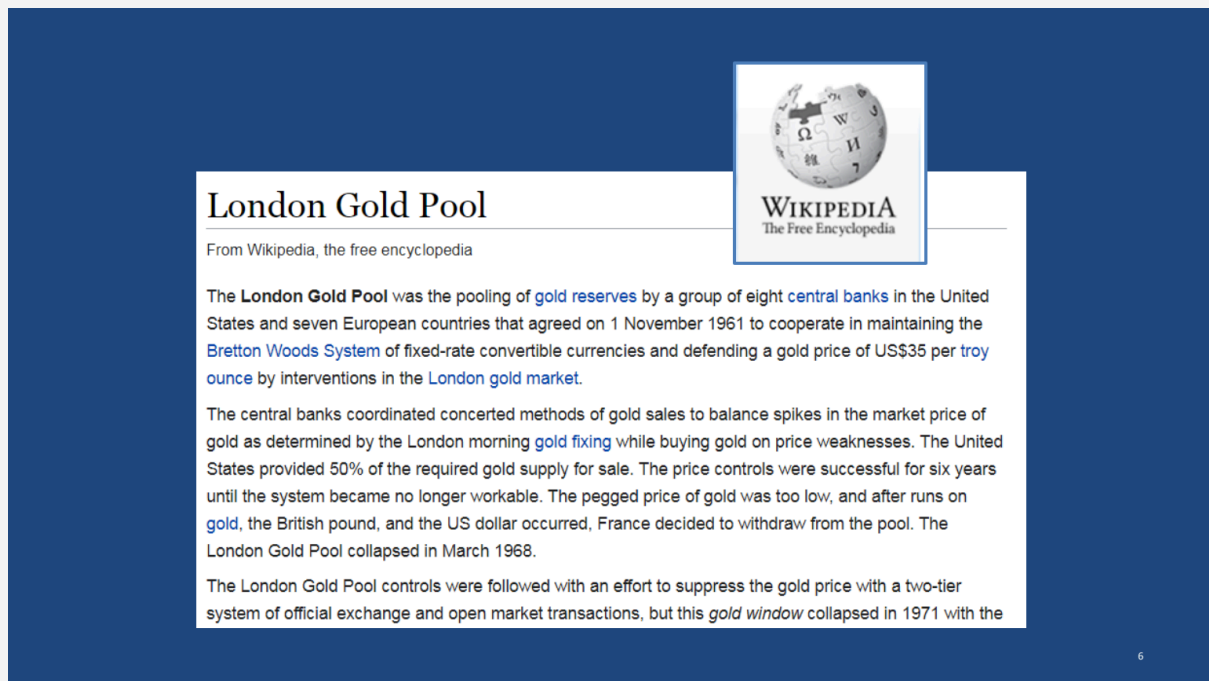 WIKIPEDIA
The Free Encyclopedia
London Gold Pool
From Wikipedia, the free encyclopedia
The London Gold Pool was the pooling of gold reserves by a group of eight central banks in the United
States and seven European countries that agreed on 1 November 1961 to cooperate in maintaining the
Bretton Woods System of fixed-rate convertible currencies and defending a gold price of US$35 per troy
ounce by interventions in the London gold market.
The central banks coordinated concerted methods of gold sales to balance spikes in the market price of
gold as determined by the London morning gold fixing while buying gold on price weaknesses. The United
States provided 50% of the required gold supply for sale. The price controls were successful for six years
until the system became no longer workable. The pegged price of gold was too low, and after runs on
gold, the British pound, and the US dollar occurred, France decided to withdraw from the pool. The
London Gold Pool collapsed in March 1968.
The London Gold Pool controls were followed with an effort to suppress the gold price with a two-tier
system of official exchange and open market transactions, but this gold window collapsed in 1971 with the
6